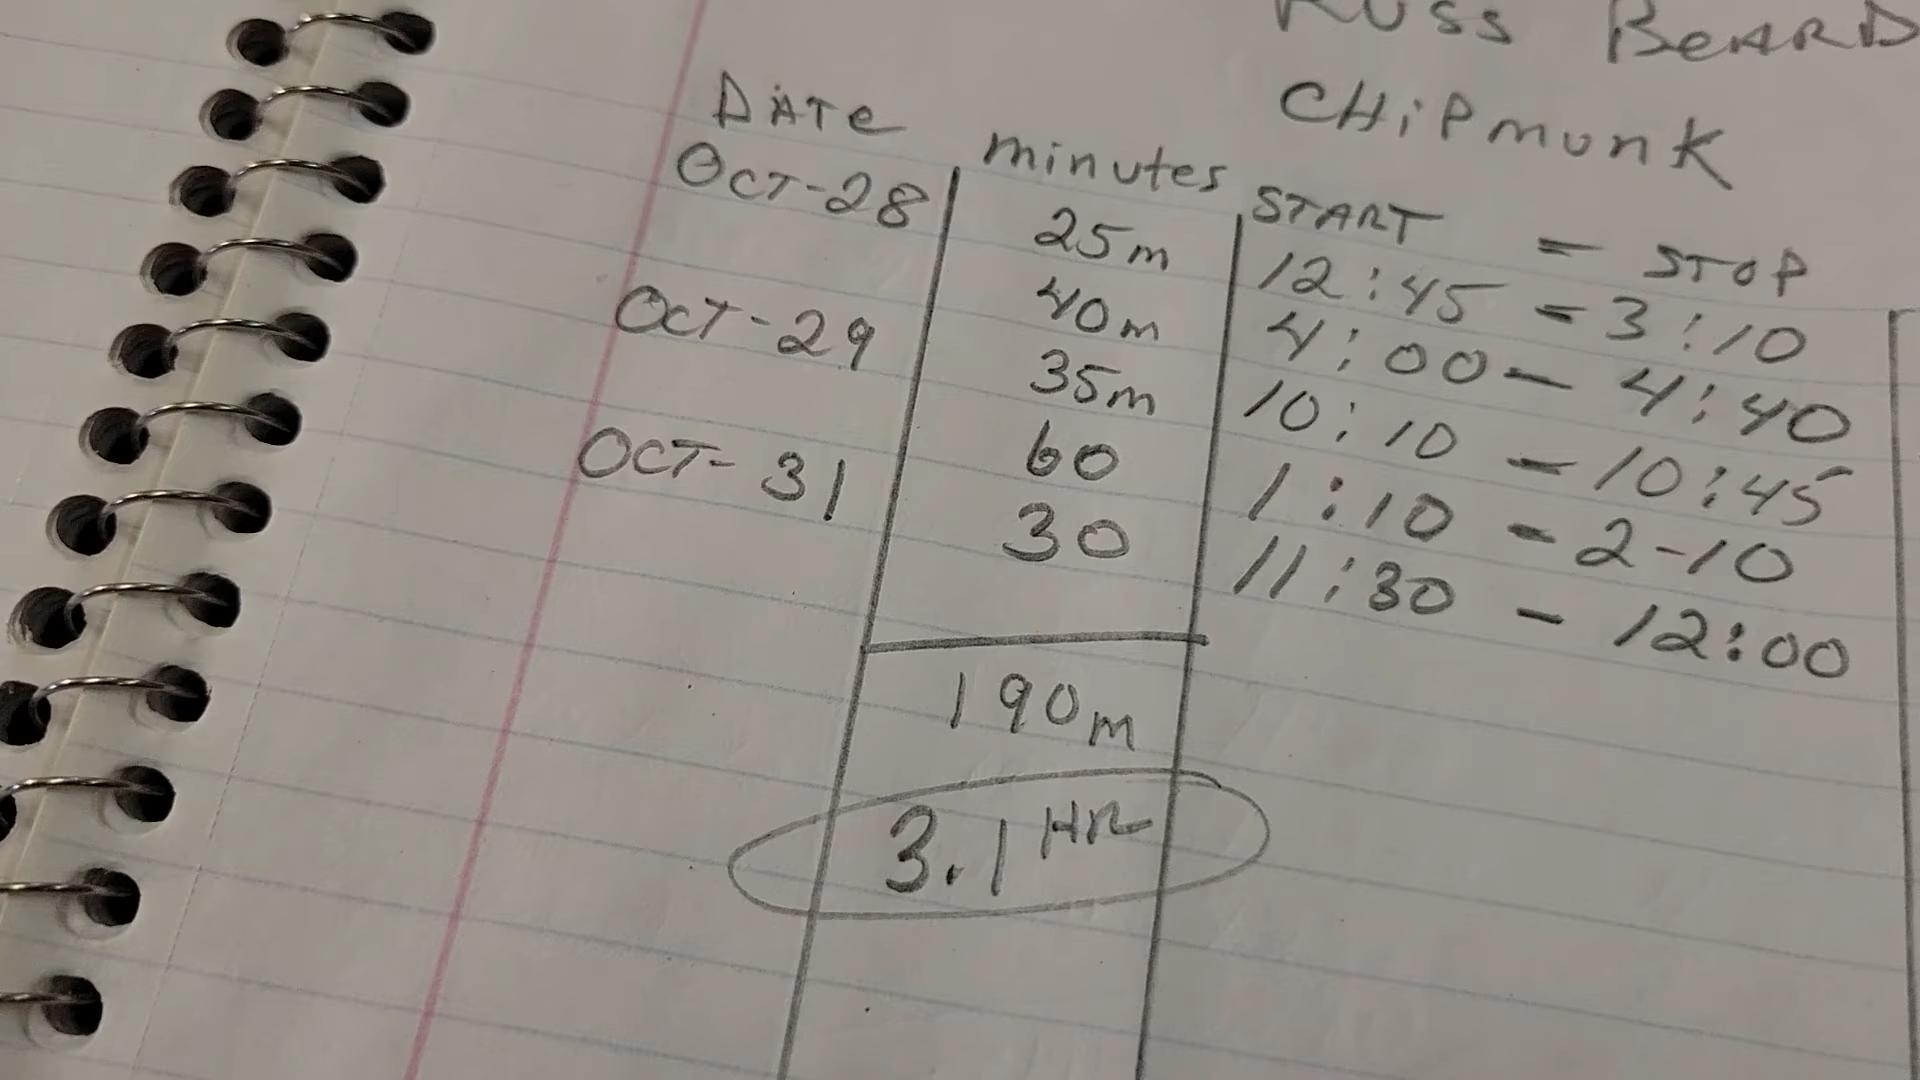 RUSS BEARD
CHiPmunK
DATe minutes START = STOP
OCT-28 25m 12:45 = 3:10
40m 4:00 - 4:40
OCT-29 35m 10:10 - 10:45
60 1:10 - 2-10
OCT-31 30 11:30 - 12:00
190m
3.1 HR